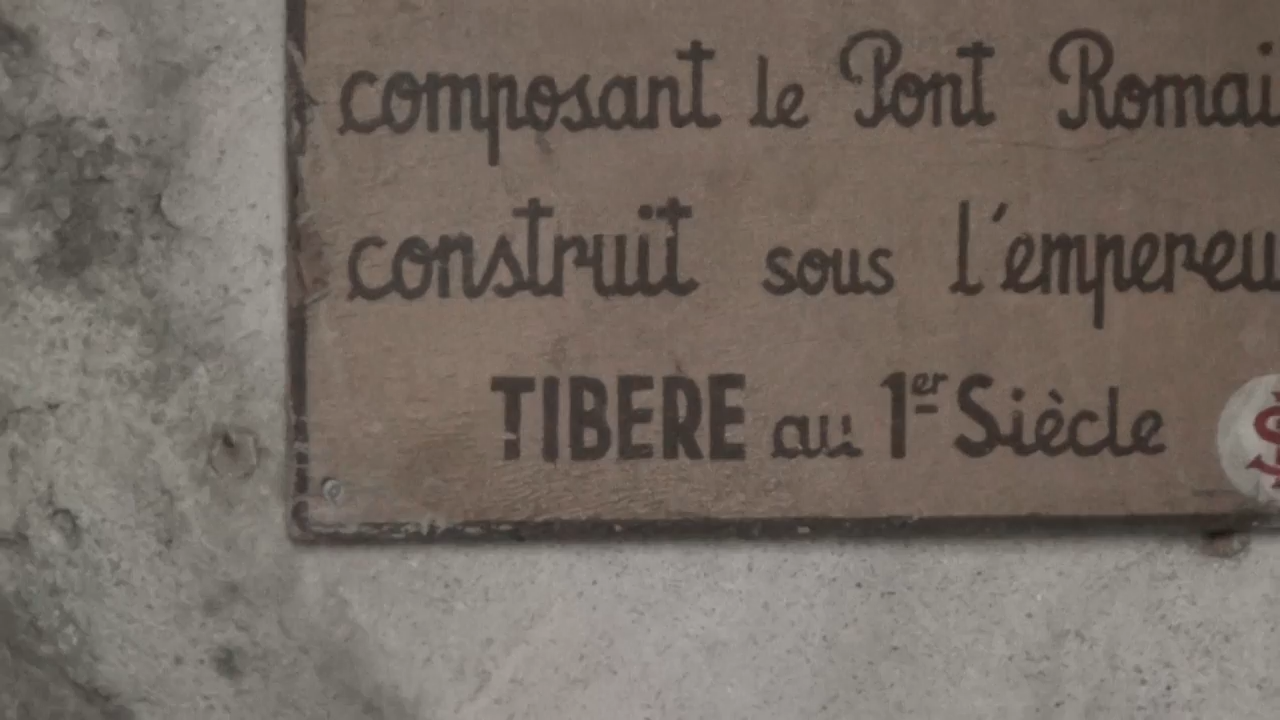 composant le Pont Romai
construit sous l'empereu
TIBERE au 1er Siècle